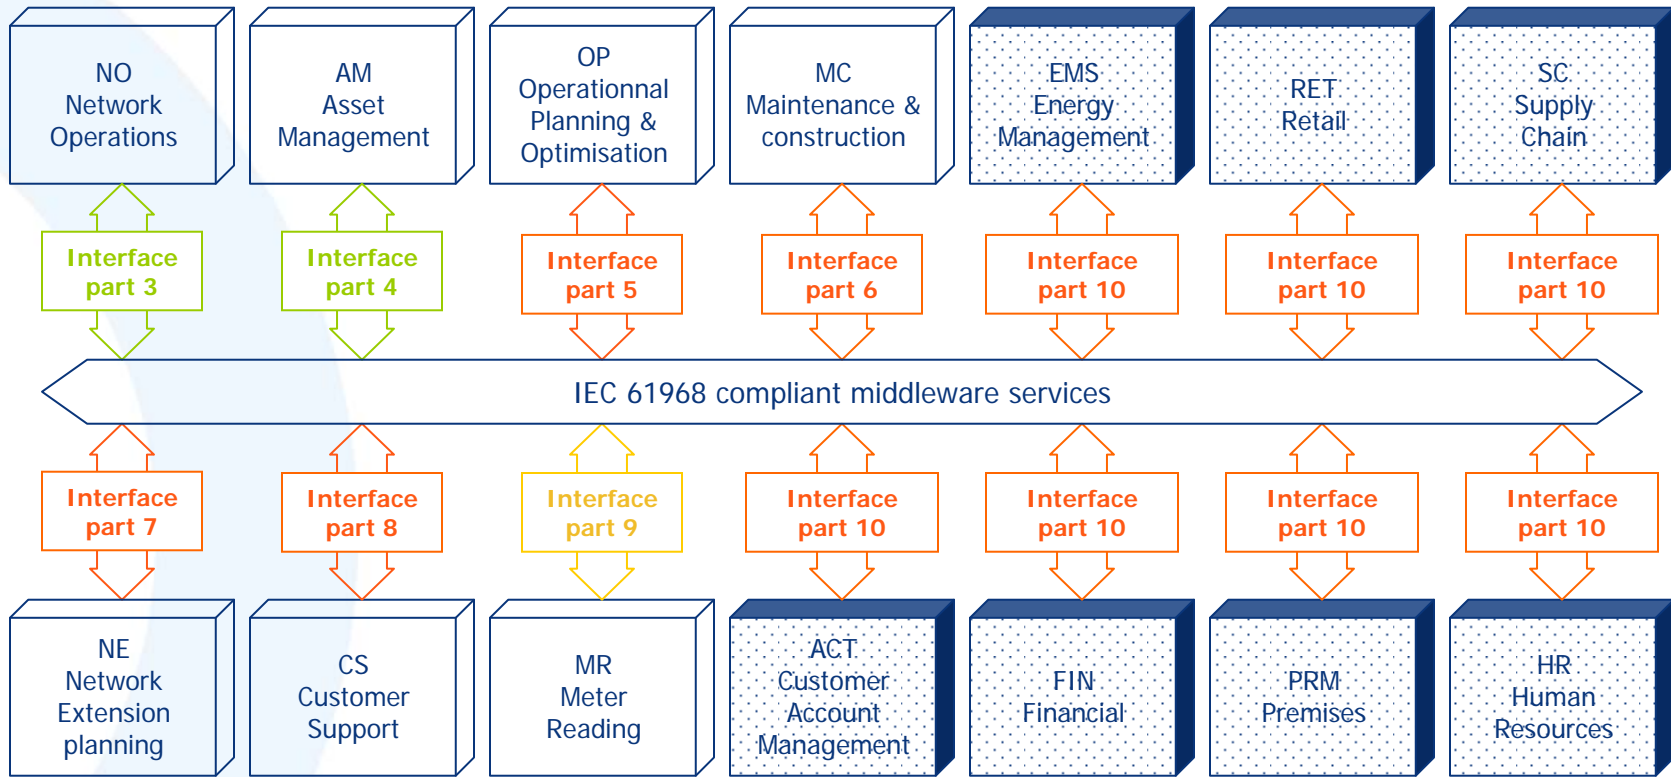 NO
Network
Operations
AM
Asset
Management
OP
Operationnal
Planning &
Optimisation
MC
Maintenance &
construction
EMS
Energy
Management
RET
Retail
SC
Supply
Chain
Interface
part 3
Interface
part 4
Interface
part 5
Interface
part 6
Interface
part 10
Interface
part 10
Interface
part 10
IEC 61968 compliant middleware services
Interface
part 7
Interface
part 8
Interface
part 9
Interface
part 10
Interface
part 10
Interface
part 10
Interface
part 10
NE
Network
Extension
planning
CS
Customer
Support
MR
Meter
Reading
ACT
Customer
Account
Management
FIN
Financial
PRM
Premises
HR
Human
Resources